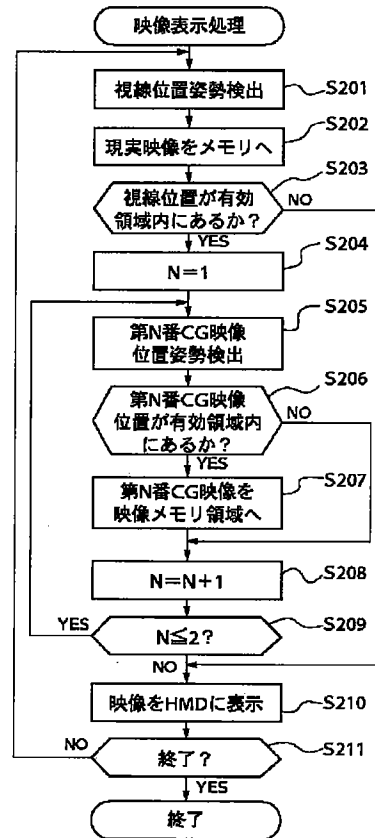 映像表示処理
視線位置姿勢検出
S201
現実映像をメモリへ
S202
視線位置が有効
領域内にあるか?
S203
NO
YES
N=1
S204
第N番CG映像
位置姿勢検出
S205
第N番CG映像
位置が有効領域内
にあるか?
S206
NO
YES
第N番CG映像を
映像メモリ領域へ
S207
N=N+1
S208
YES
N≦2?
S209
NO
映像をHMDに表示
S210
NO
終了?
S211
YES
終了